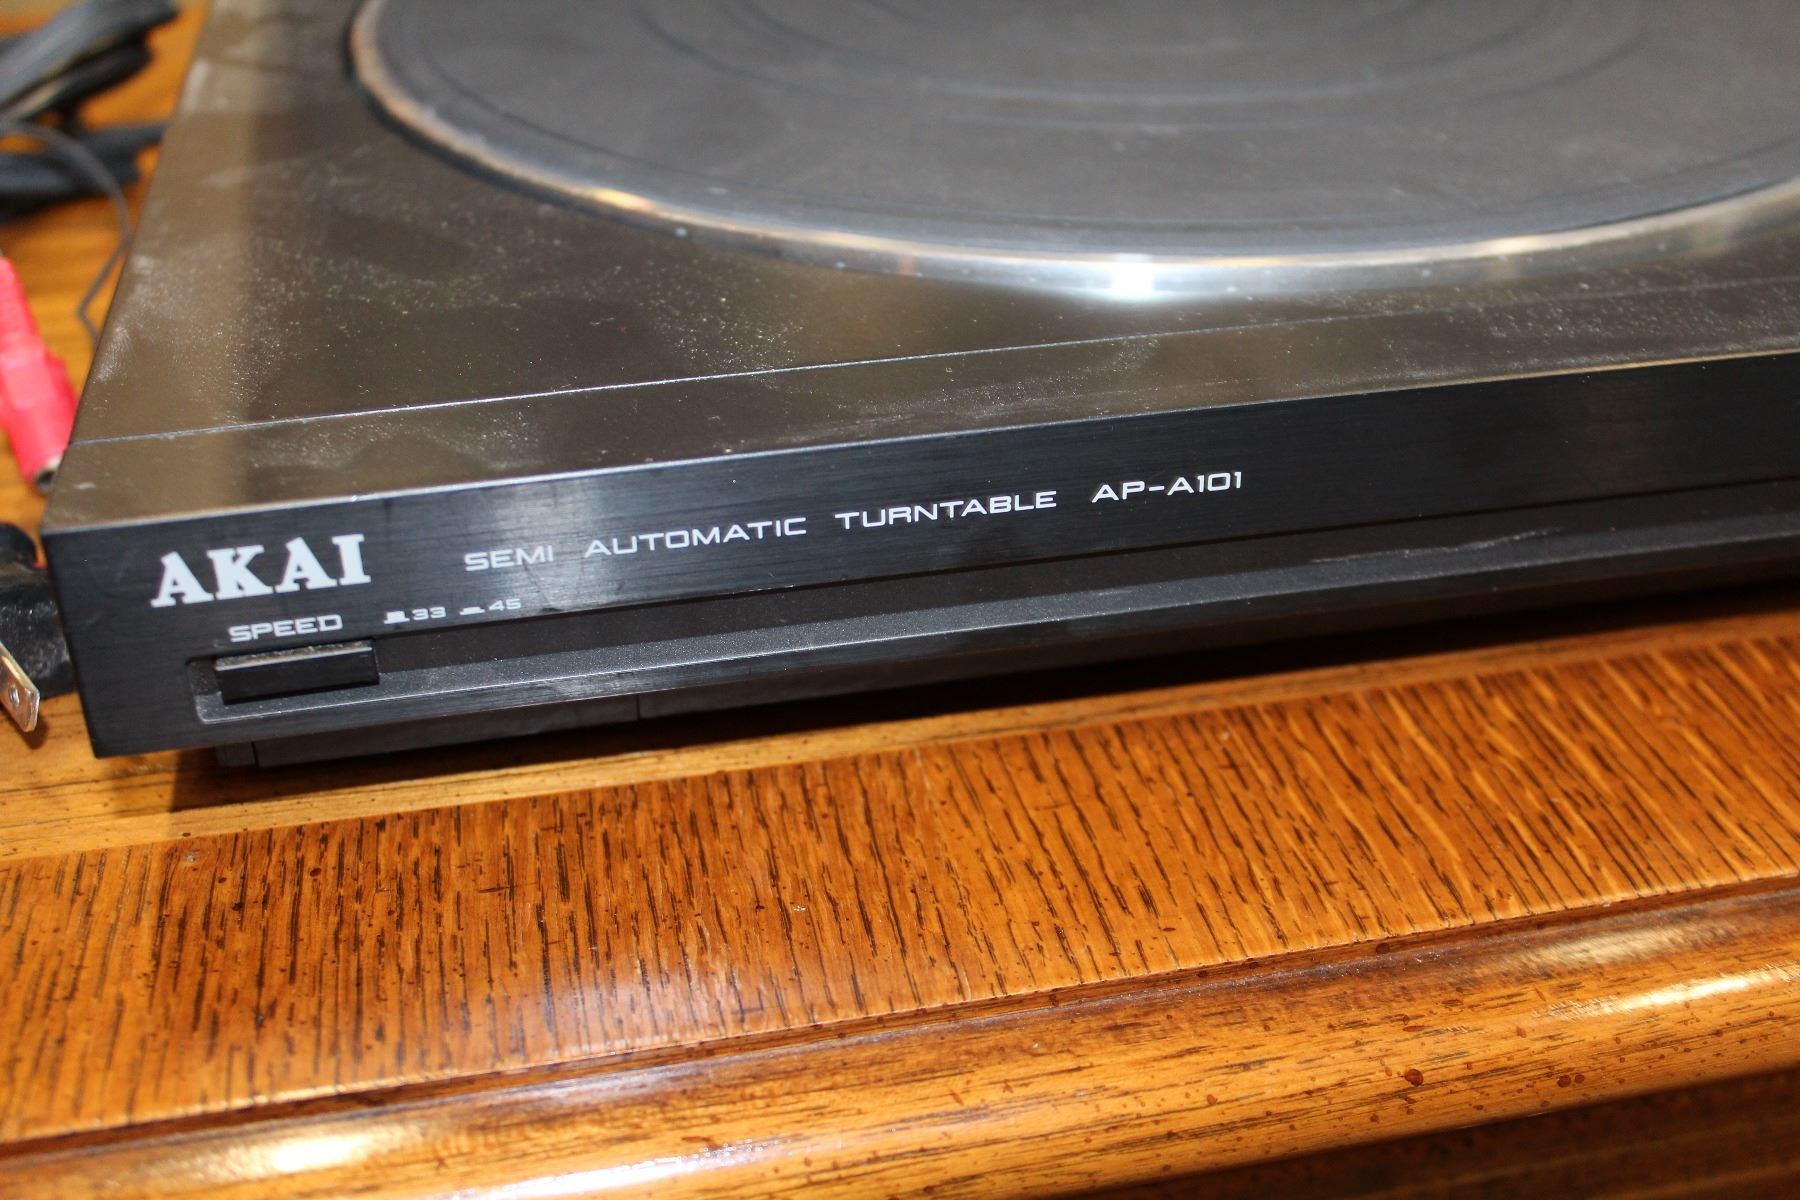 AKAI SEMI AUTOMATIC TURNTABLE AP-A101
SPEED 33 45